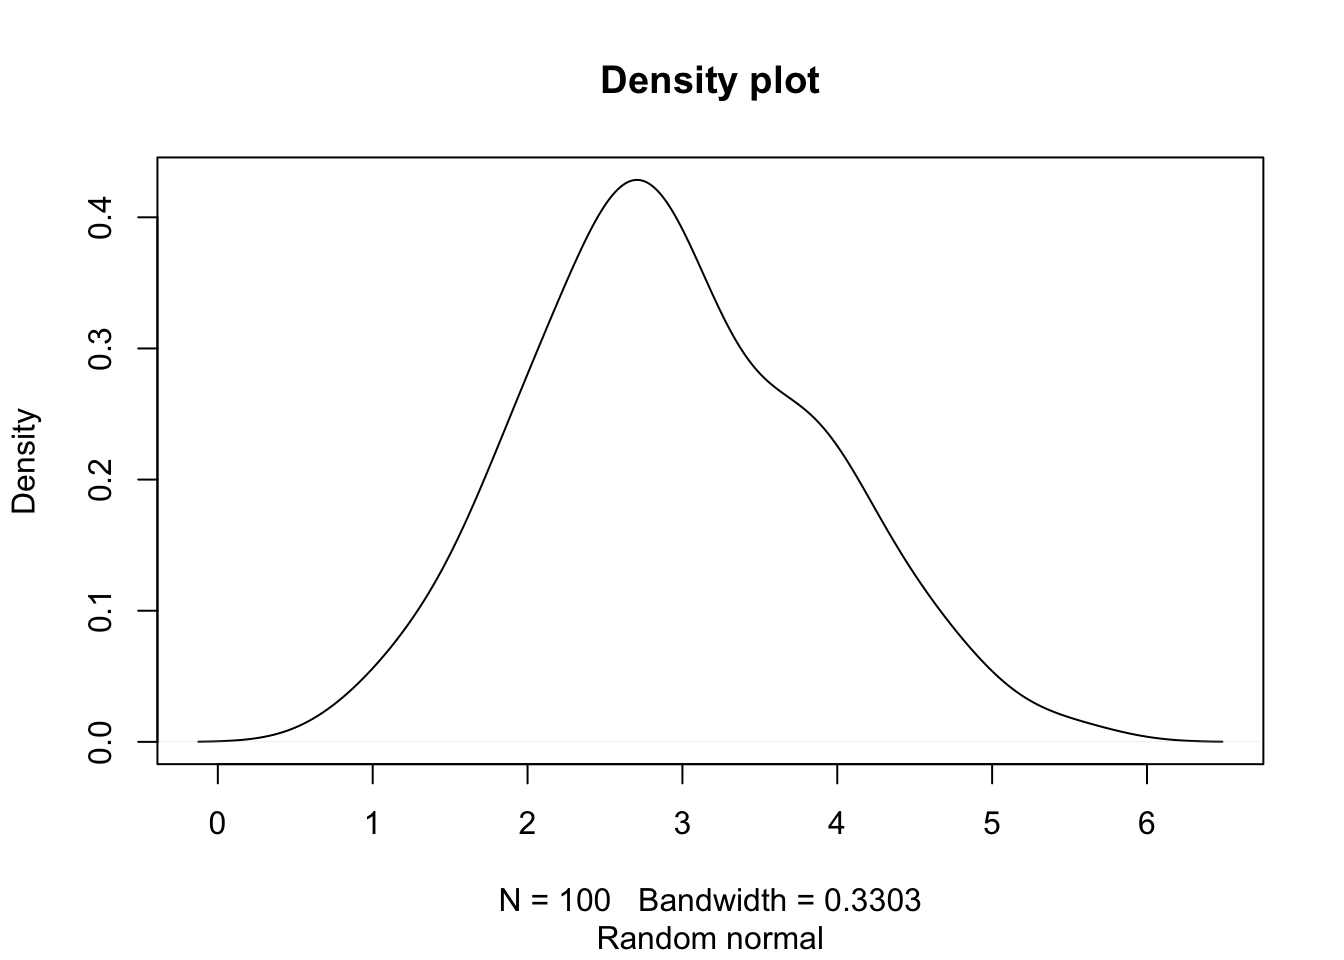 Density plot
Density
0.4
0.3
0.2
0.1
0.0
0 1 2 3 4 5 6
N = 100   Bandwidth = 0.3303
Random normal